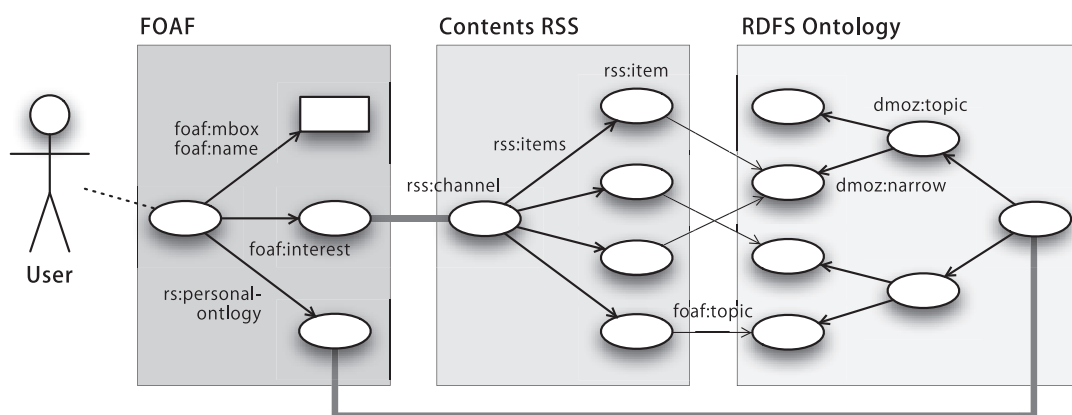 FOAF
Contents RSS
RDFS Ontology
rss:item
dmoz:topic
foaf:mbox
foaf:name
rss:items
rss:channel
dmoz:narrow
foaf:interest
User
rs:personal-
ontlogy
foaf:topic